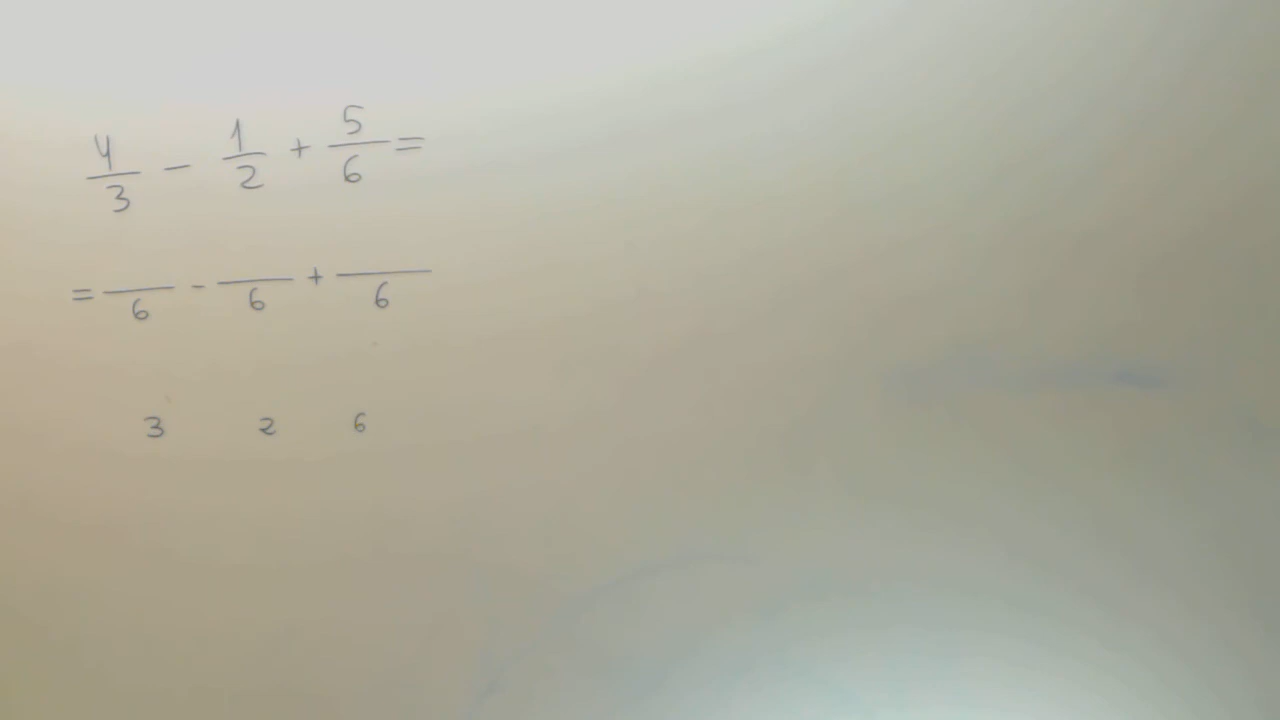 4/3 - 1/2 + 5/6 =
= /6 - /6 + /6
3 2 6